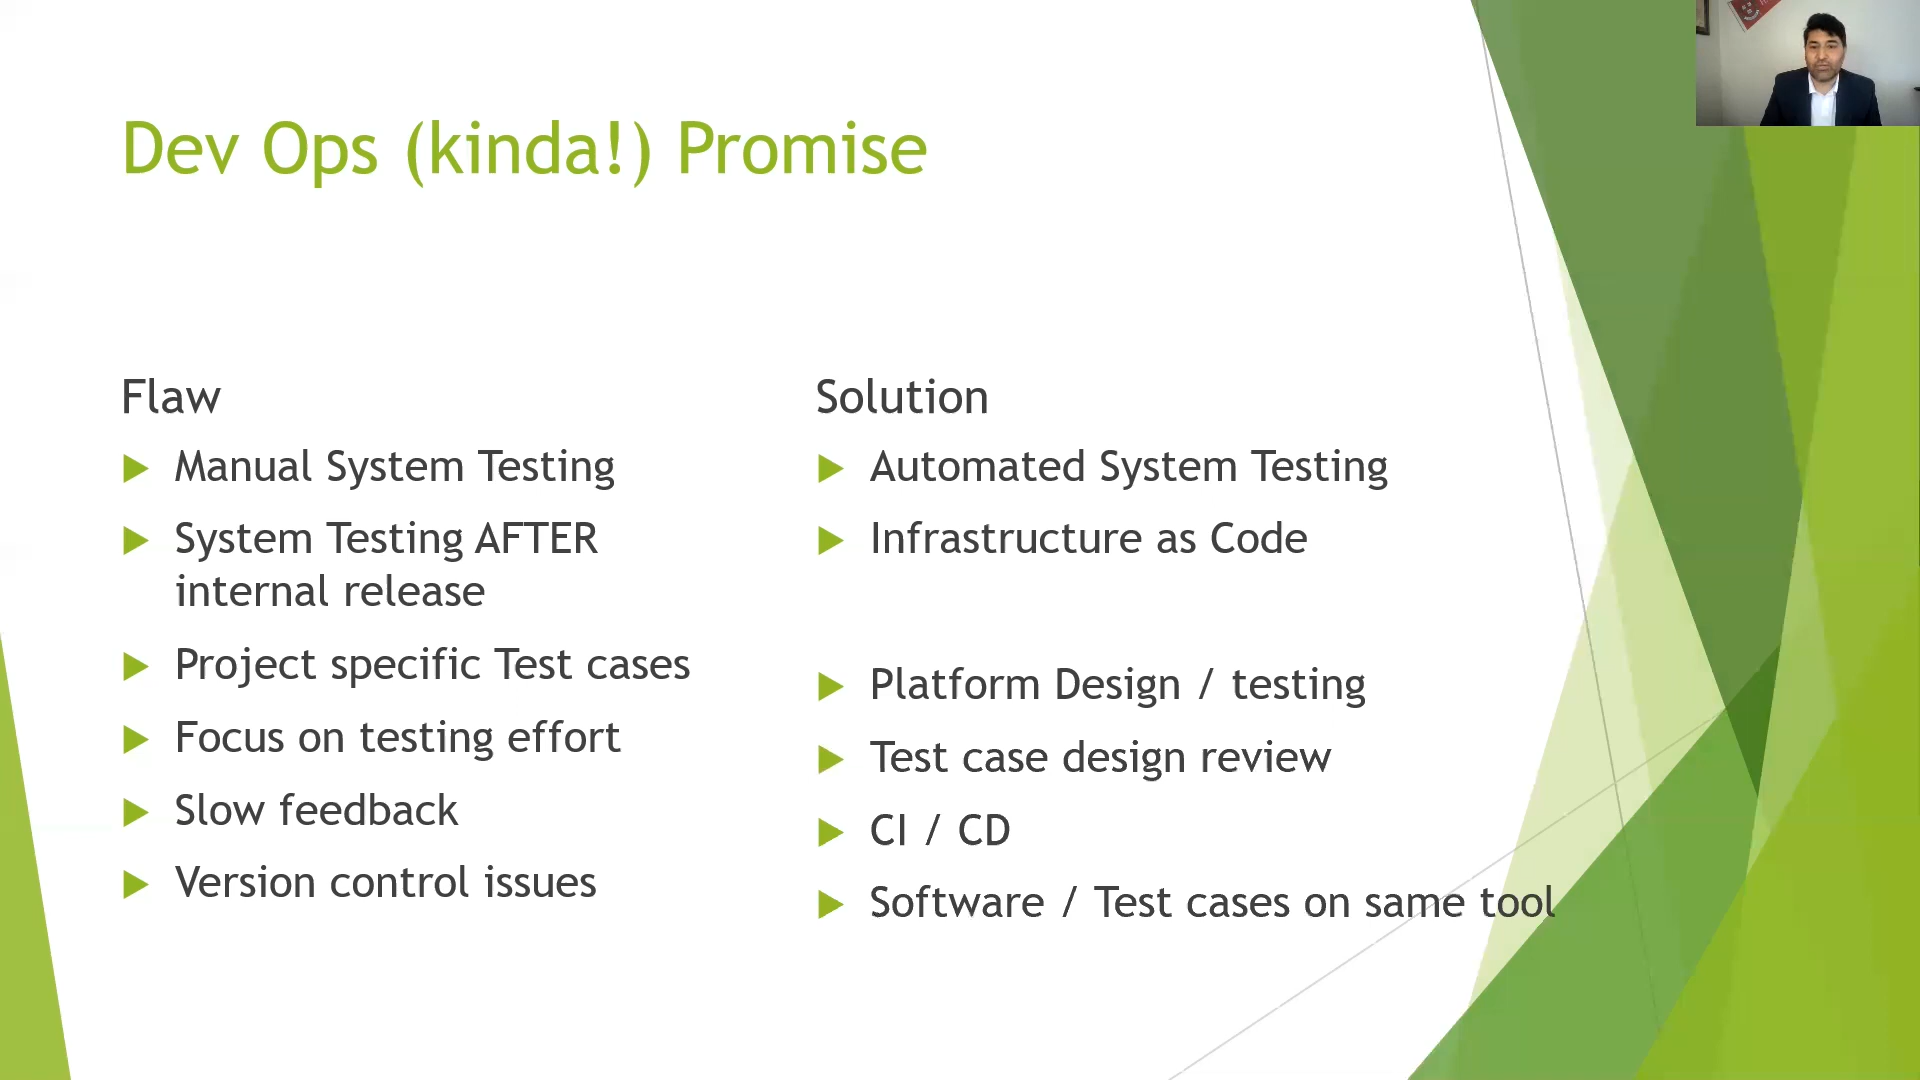 Dev Ops (kinda!) Promise
Flaw
Manual System Testing
System Testing AFTER
internal release
Project specific Test cases
Focus on testing effort
Slow feedback
Version control issues
Solution
Automated System Testing
Infrastructure as Code
Platform Design / testing
Test case design review
CI / CD
Software / Test cases on same tool